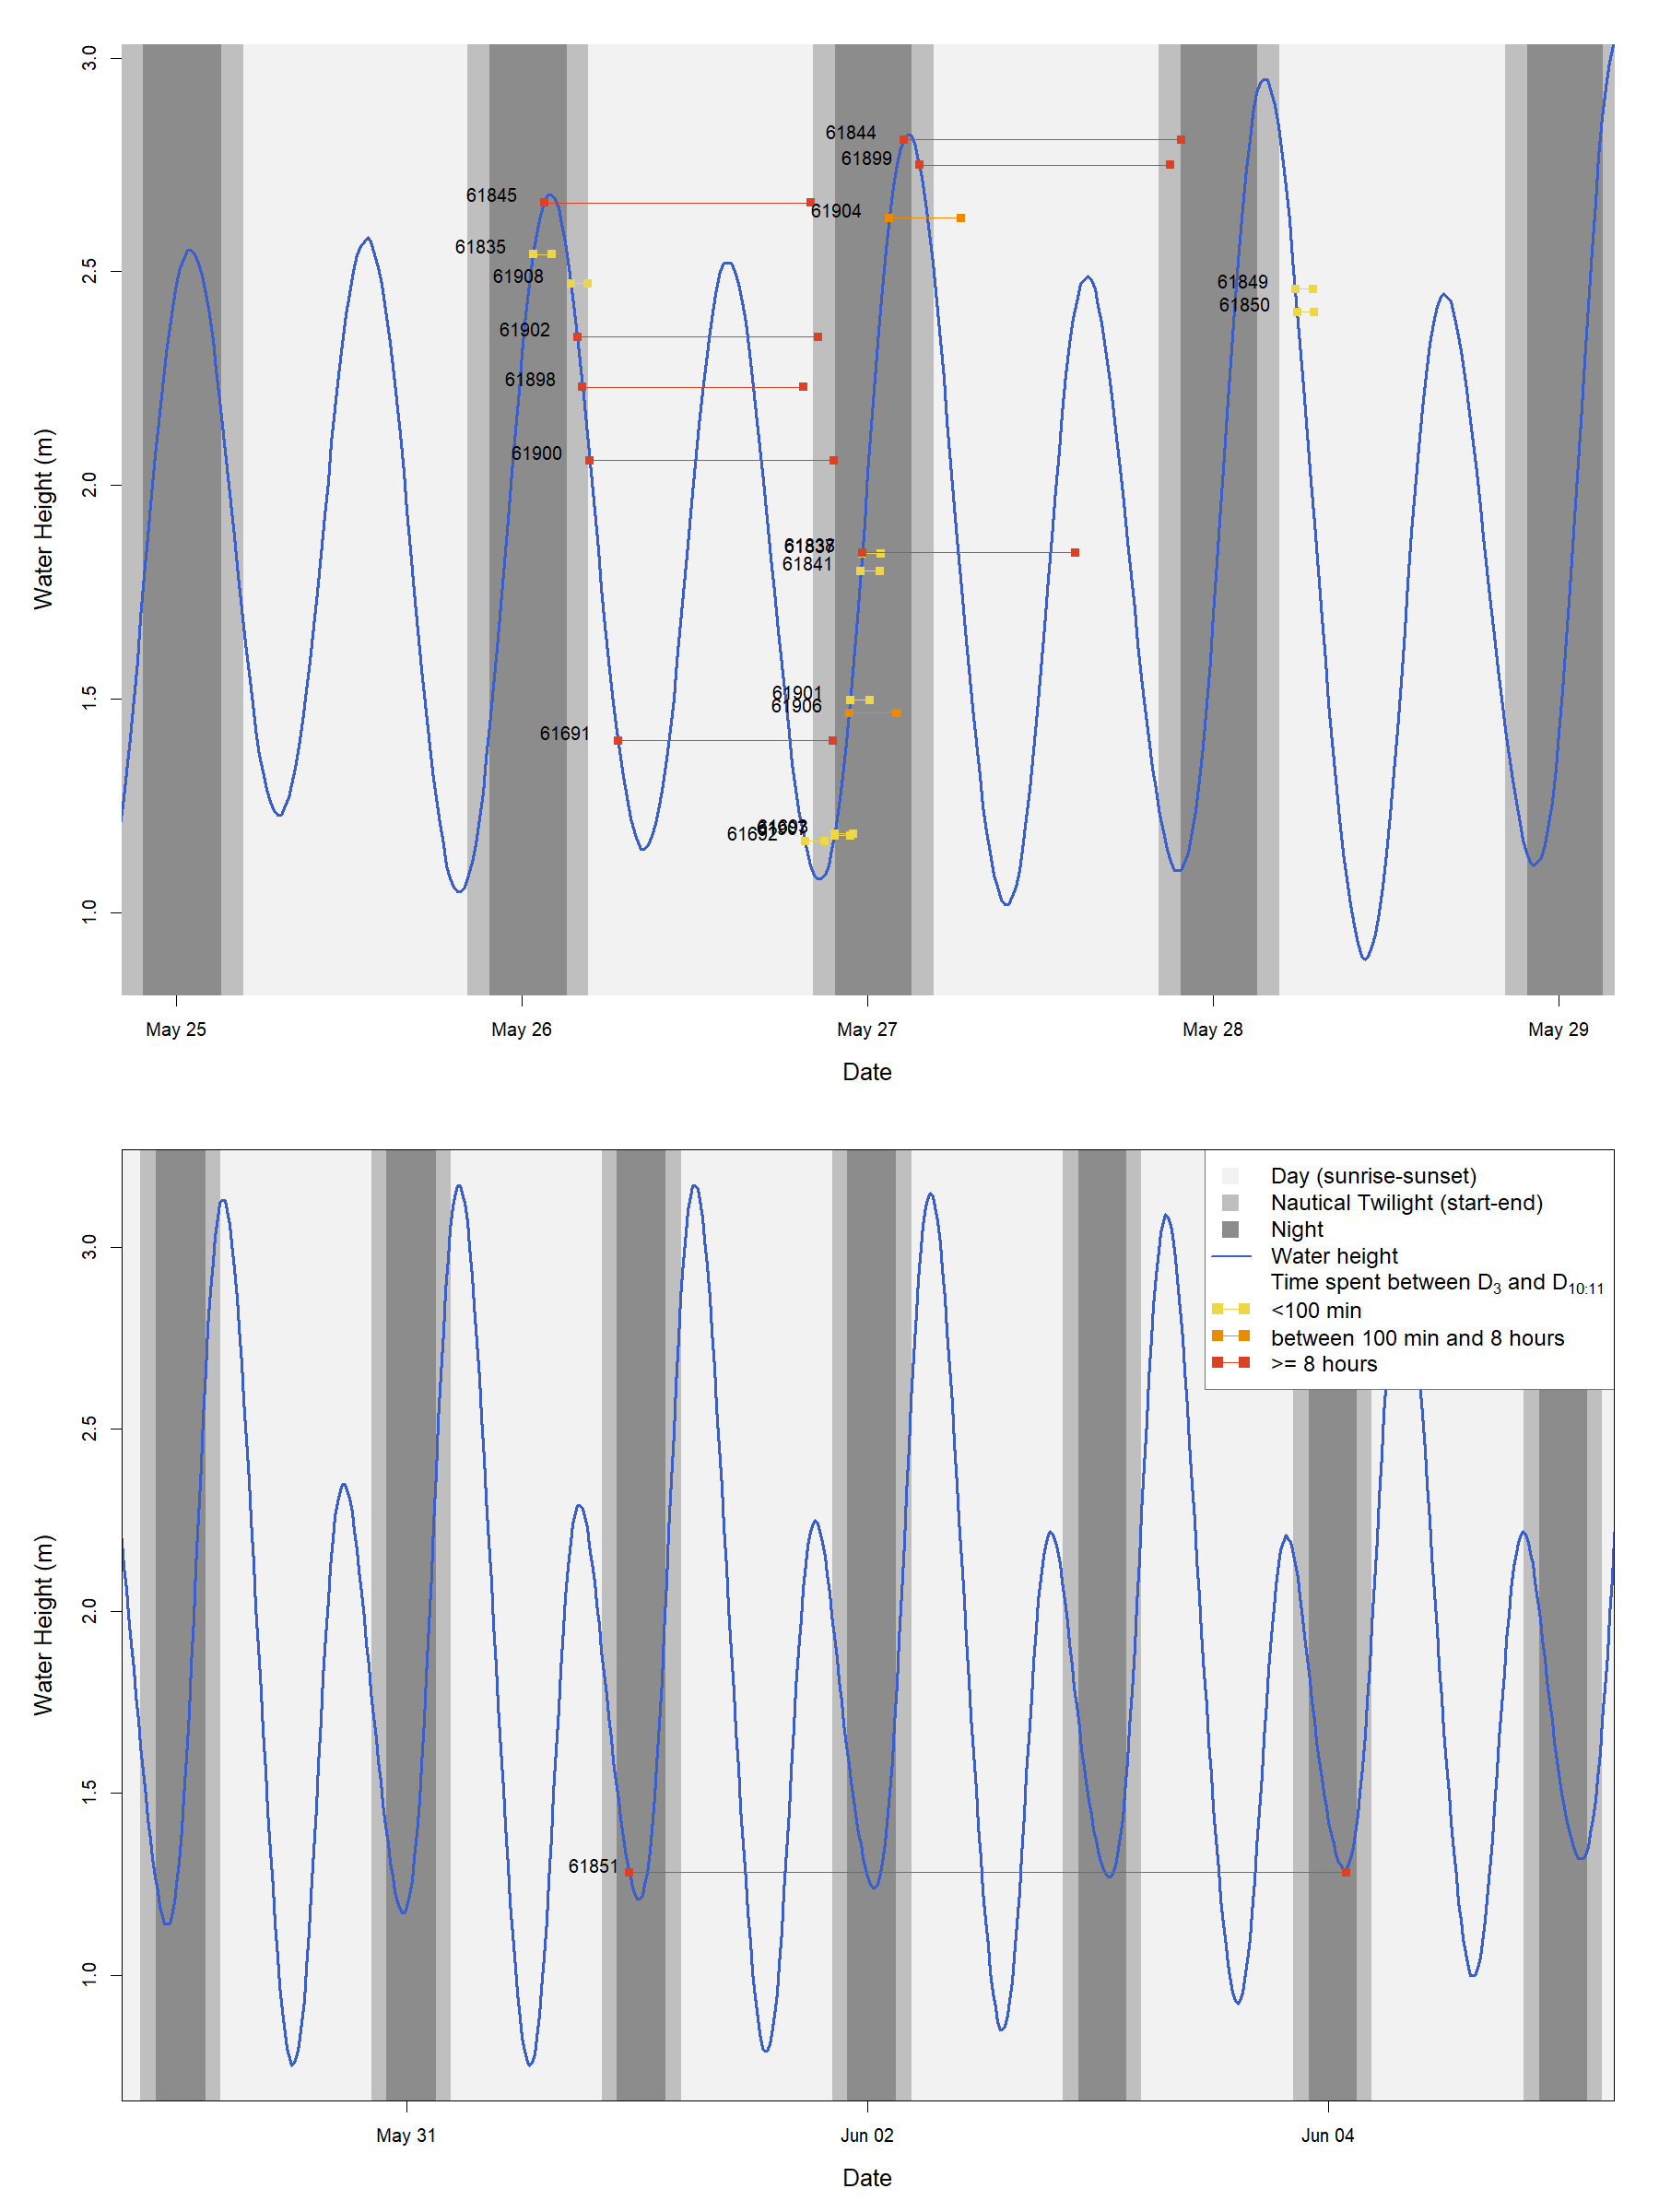 3.0
2.5
2.0
1.5
1.0
Water Height (m)
61844
61899
61845
61904
61835
61908
61849
61850
61902
61898
61900
61841
61901
61906
61691
61692
May 25
May 26
May 27
May 28
May 29
Date
Day (sunrise-sunset)
Nautical Twilight (start-end)
Night
Water height
Time spent between D3 and D10:11
<100 min
between 100 min and 8 hours
>= 8 hours
3.0
2.5
2.0
1.5
1.0
Water Height (m)
61851
May 31
Jun 02
Jun 04
Date